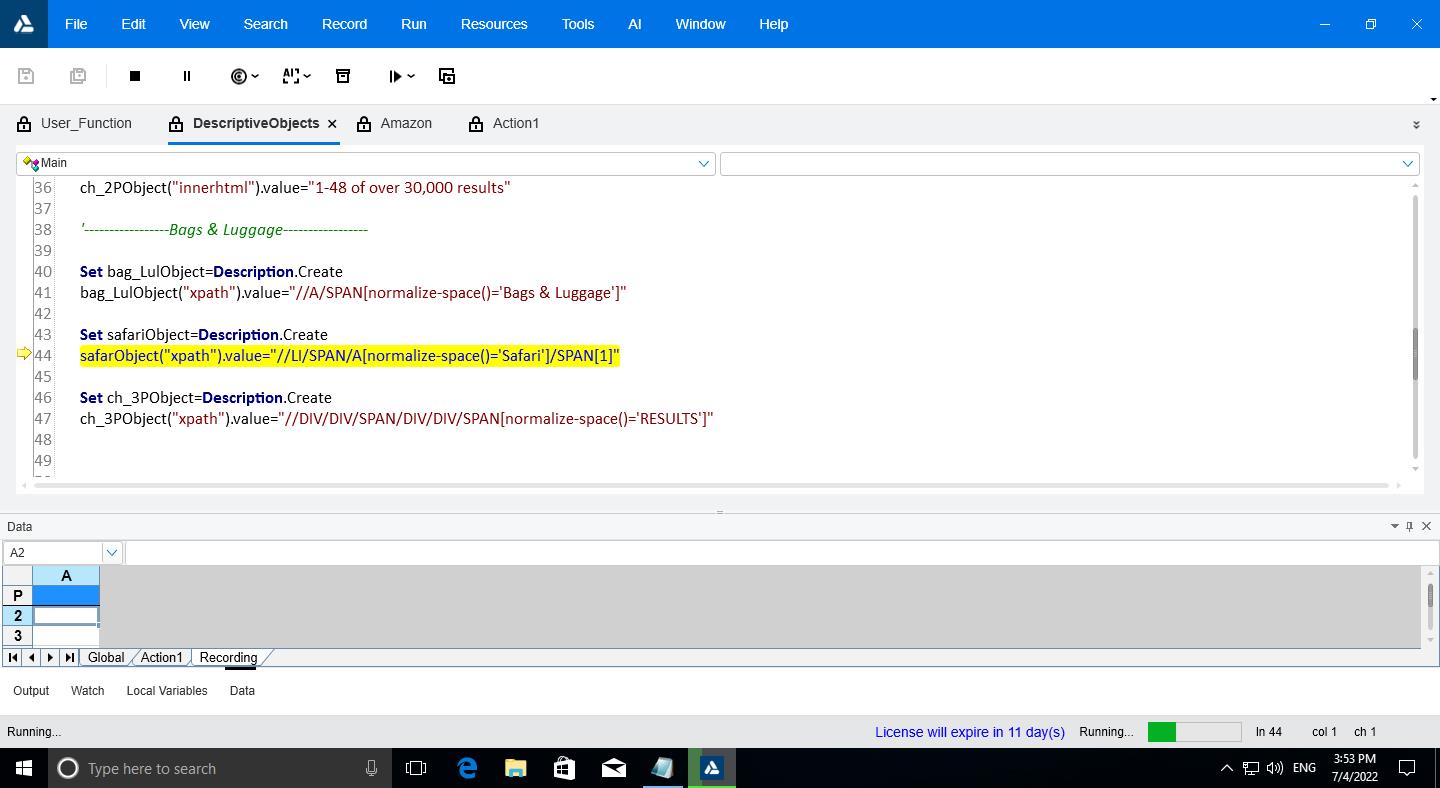 File Edit View Search Record Run Resources Tools AI Window Help
AI
User_Function DescriptiveObjects Amazon Action1
Main
36 ch_2PObject("innerhtml").value="1-48 of over 30,000 results"
37
38 '-----------------Bags & Luggage-----------------
39
40 Set bag_LulObject=Description.Create
41 bag_LulObject("xpath").value="//A/SPAN[normalize-space()='Bags & Luggage']"
42
43 Set safariObject=Description.Create
44 safarObject("xpath").value="//LI/SPAN/A[normalize-space()='Safari']/SPAN[1]"
45
46 Set ch_3PObject=Description.Create
47 ch_3PObject("xpath").value="//DIV/DIV/SPAN/DIV/DIV/SPAN[normalize-space()='RESULTS']"
48
49
Data
A2
A
P
2
3
Global Action1 Recording
Output Watch Local Variables Data
Running... License will expire in 11 day(s) Running... ln 44 col 1 ch 1
Type here to search ENG 3:53 PM
7/4/2022